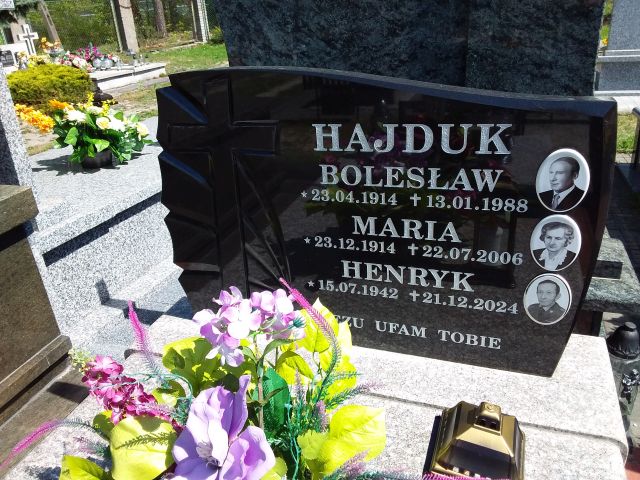 HAJDUK
BOLESŁAW
* 23.04.1914 ✝ 13.01.1988
MARIA
* 23.12.1914 ✝ 22.07.2006
HENRYK
* 15.07.1942 ✝ 21.12.2024
UFAM TOBIE